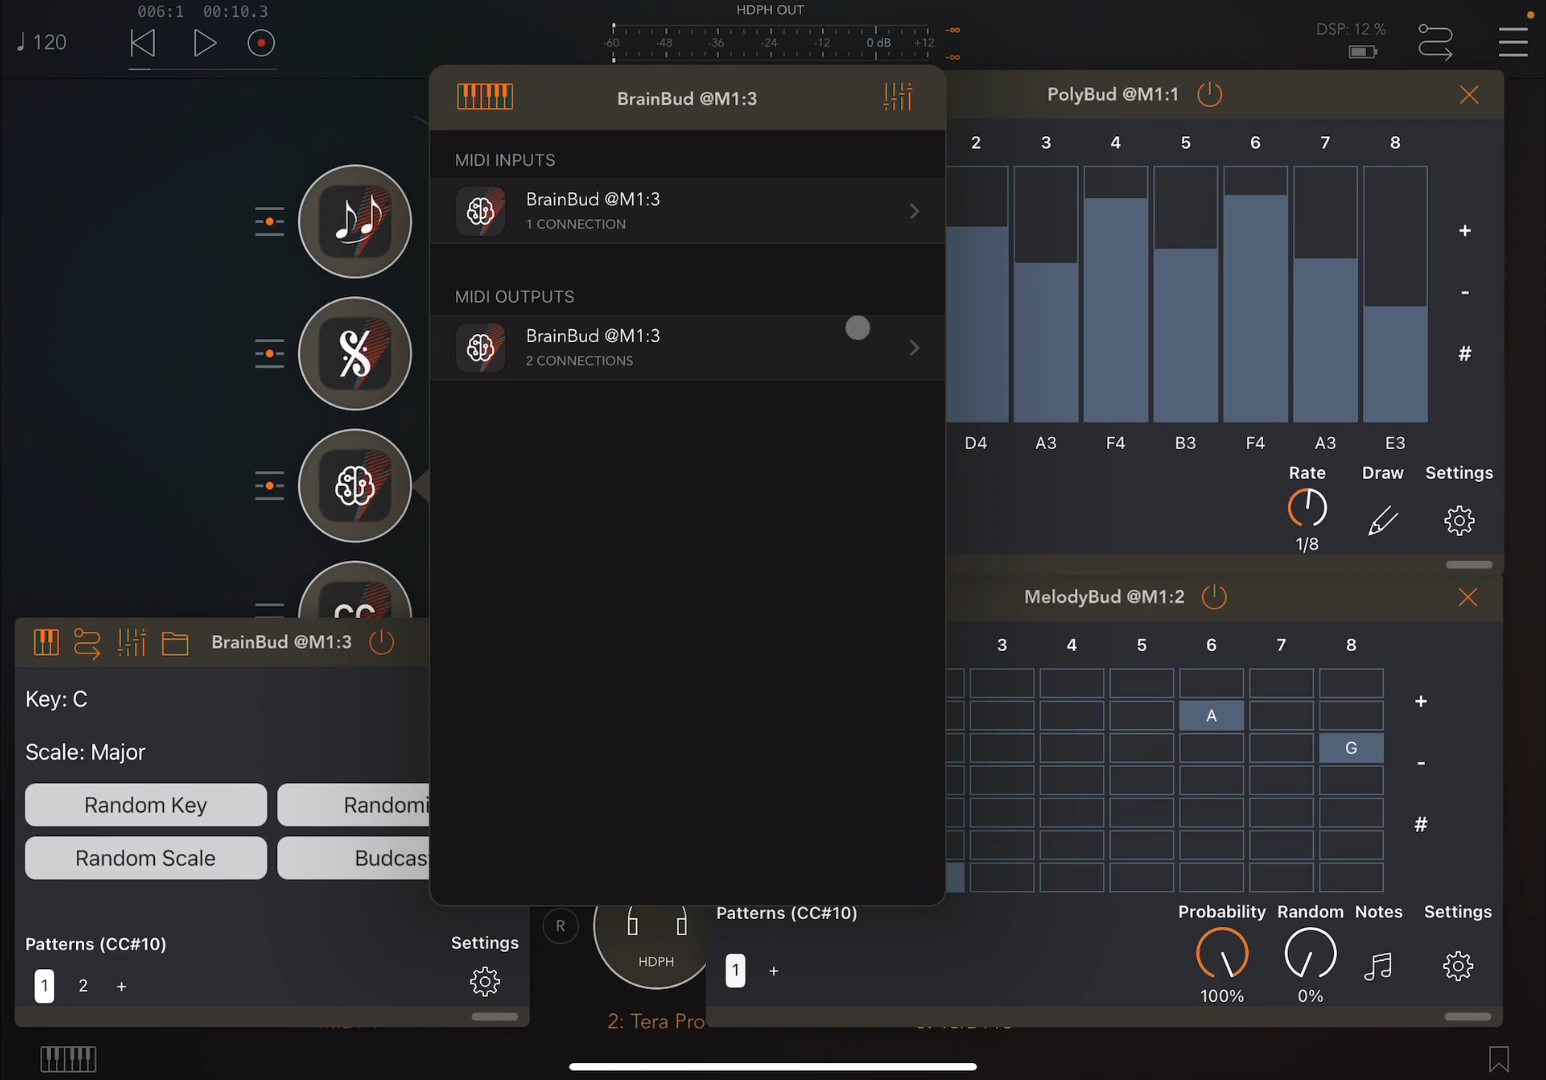 006:1 00:10.3
HDPH OUT
120
-60 -48 -36 -24 -12 0 dB +12
-∞
-∞
DSP: 12 %
BrainBud @M1:3
PolyBud @M1:1
MIDI INPUTS
BrainBud @M1:3
1 CONNECTION
MIDI OUTPUTS
BrainBud @M1:3
2 CONNECTIONS
2 3 4 5 6 7 8
+
-
#
D4 A3 F4 B3 F4 A3 E3
Rate Draw Settings
1/8
MelodyBud @M1:2
3 4 5 6 7 8
A
G
+
-
#
Patterns (CC#10)
1 +
Probability Random Notes Settings
100% 0%
BrainBud @M1:3
Key: C
Scale: Major
Random Key Randomi
Random Scale Budcas
Patterns (CC#10)
1 2 +
Settings
R
HDPH
2: Tera Pro